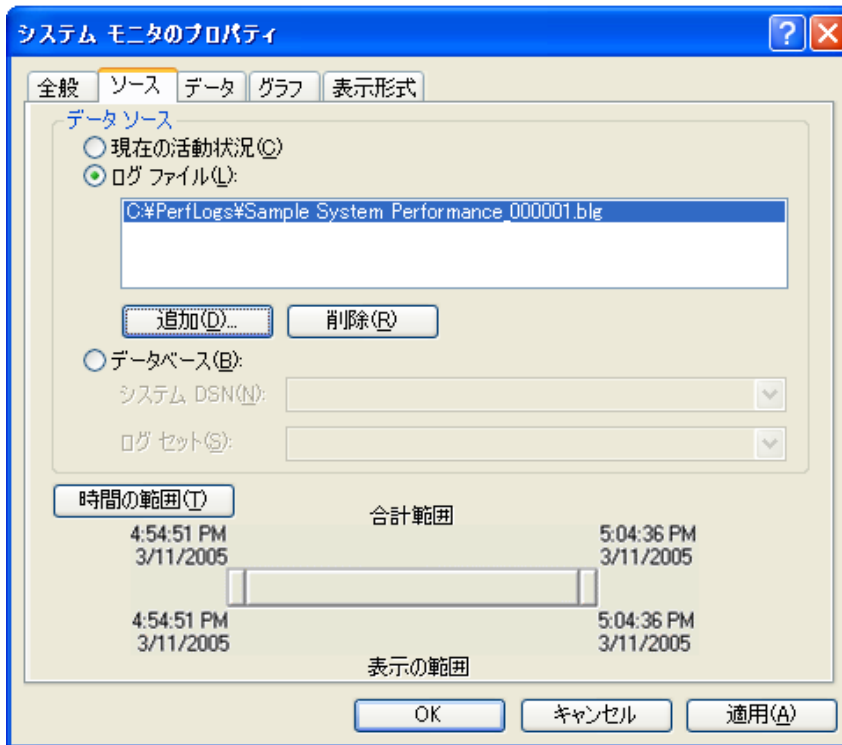 システム モニタのプロパティ
全般 ソース データ グラフ 表示形式
データ ソース
現在の活動状況(C)
ログ ファイル(L):
C:¥PerfLogs¥Sample System Performance_000001.blg
追加(D)... 削除(R)
データベース(B):
システム DSN(N):
ログ セット(S):
時間の範囲(T)
合計範囲
4:54:51 PM 5:04:36 PM
3/11/2005 3/11/2005
4:54:51 PM 5:04:36 PM
3/11/2005 3/11/2005
表示の範囲
OK キャンセル 適用(A)